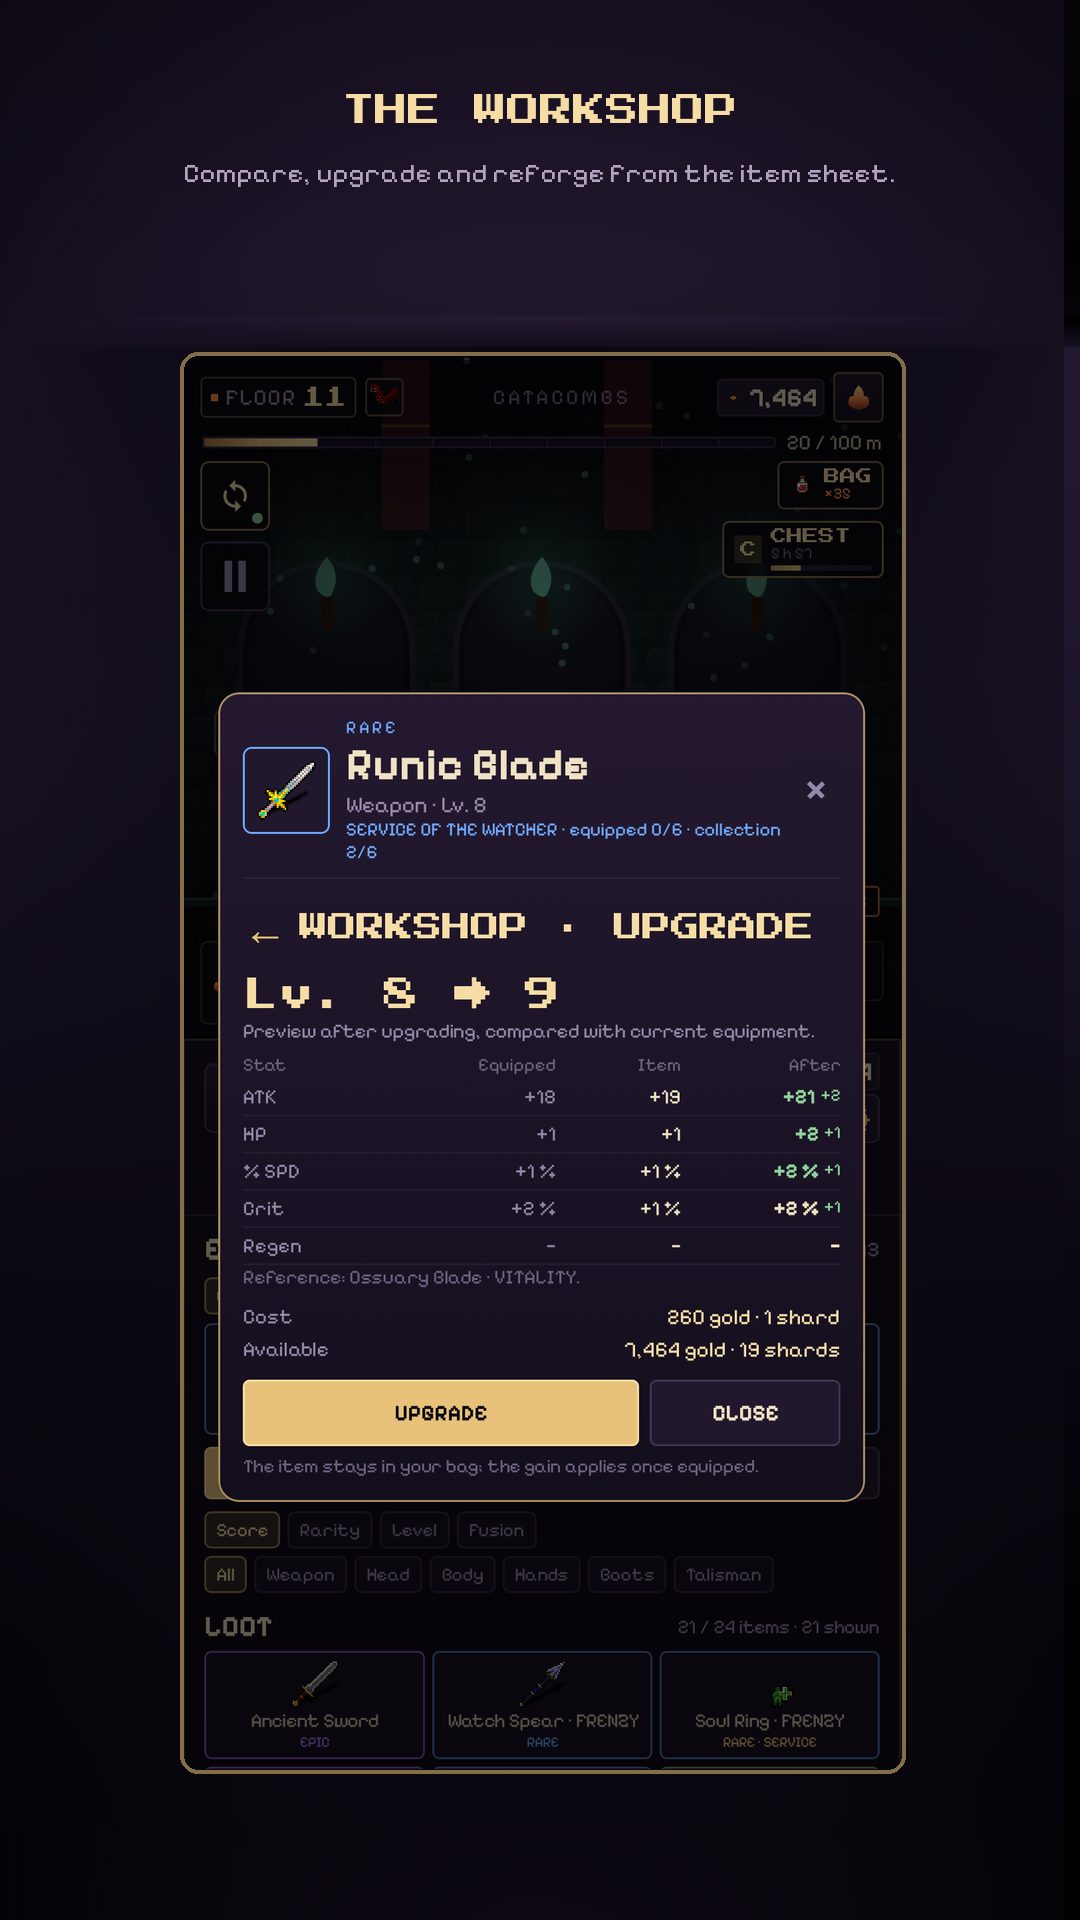 THE WORKSHOP
Compare, upgrade and reforge from the item sheet.
FLOOR 11
CATACOMBS
7,464
20 / 100 m
BAG
×3S
C
CHEST
8h57
RARE
Runic Blade
Weapon · Lv. 8
SERVICE OF THE WATCHER · equipped 0/6 · collection
2/6
← WORKSHOP · UPGRADE
Lv. 8 → 9
Preview after upgrading, compared with current equipment.
Stat Equipped Item After
ATK +18 +19 +21 +2
HP +1 +1 +2 +1
% SPD +1 % +1 % +2 % +1
Crit +2 % +1 % +2 % +1
Regen – – –
Reference: Ossuary Blade · VITALITY.
Cost 260 gold · 1 shard
Available 7,464 gold · 19 shards
UPGRADE
CLOSE
The item stays in your bag; the gain applies once equipped.
Score Rarity Level Fusion
All Weapon Head Body Hands Boots Talisman
LOOT
21 / 24 items · 21 shown
Ancient Sword
EPIC
Watch Spear · FRENZY
RARE
Soul Ring · FRENZY
RARE · SERVICE